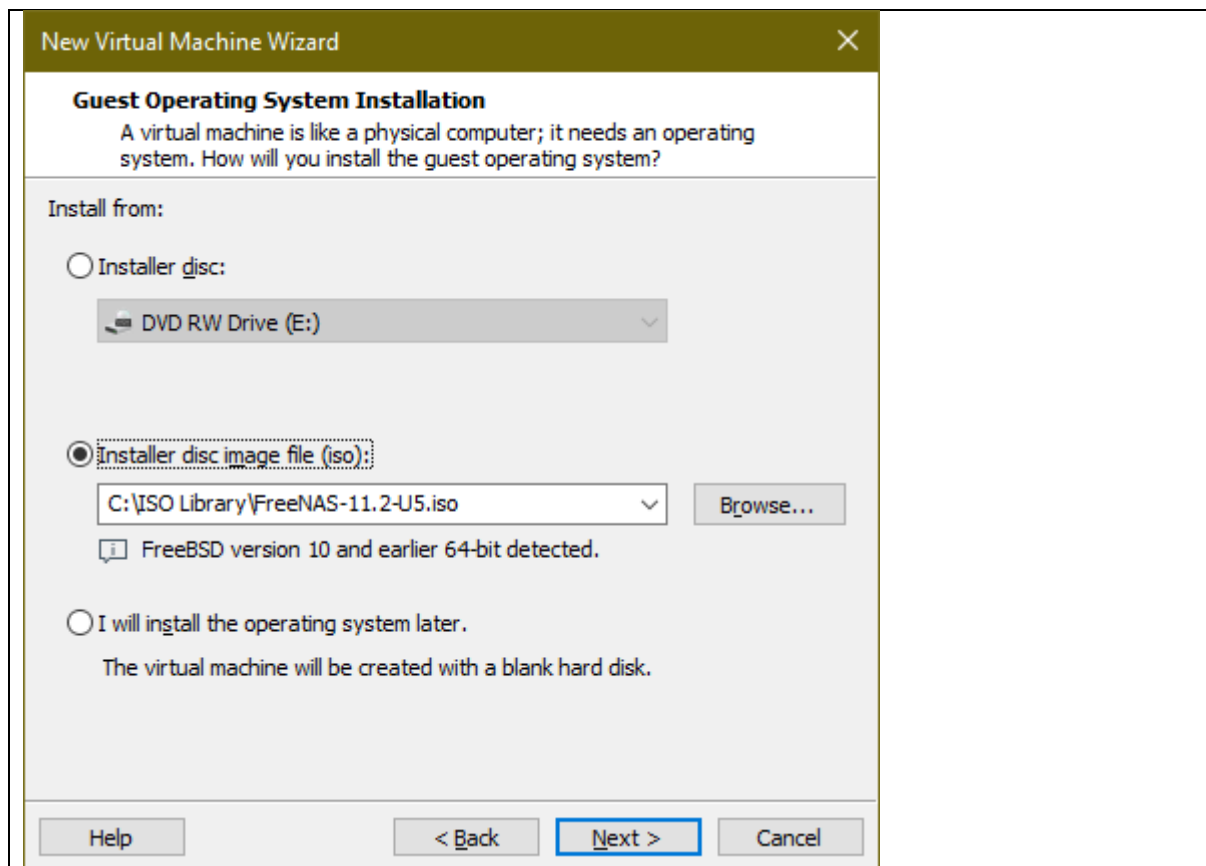 New Virtual Machine Wizard
Guest Operating System Installation
A virtual machine is like a physical computer; it needs an operating
system. How will you install the guest operating system?
Install from:
Installer disc:
DVD RW Drive (E:)
Installer disc image file (iso):
C:\ISO Library\FreeNAS-11.2-U5.iso
Browse...
FreeBSD version 10 and earlier 64-bit detected.
I will install the operating system later.
The virtual machine will be created with a blank hard disk.
Help
< Back
Next >
Cancel